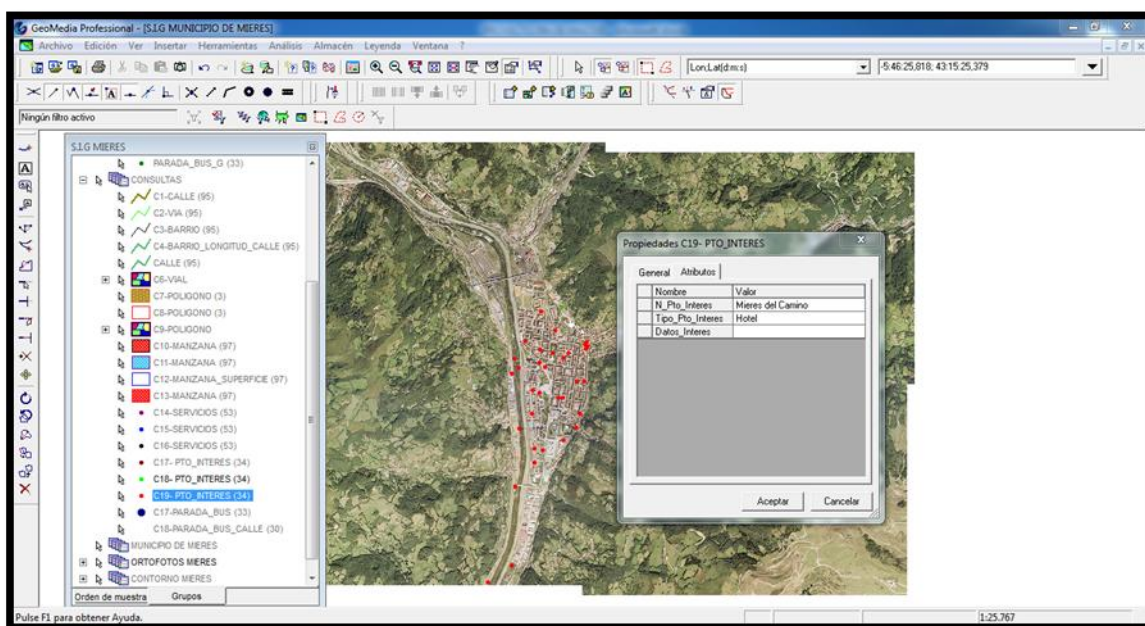 GeoMedia Professional - [S.I.G MUNICIPIO DE MIERES]
Archivo Edición Ver Insertar Herramientas Análisis Almacén Leyenda Ventana ?
Lon,Lat(d:m:s)
-5:46:25,818; 43:15:25,379
Ningún filtro activo
S.I.G MIERES
PARADA_BUS_G (33)
CONSULTAS
C1-CALLE (95)
C2-VIA (95)
C3-BARRIO (95)
C4-BARRIO_LONGITUD_CALLE (95)
CALLE (95)
C6-VIAL
C7-POLIGONO (3)
C8-POLIGONO (3)
C9-POLIGONO
C10-MANZANA (97)
C11-MANZANA (97)
C12-MANZANA_SUPERFICIE (97)
C13-MANZANA (97)
C14-SERVICIOS (53)
C15-SERVICIOS (53)
C16-SERVICIOS (53)
C17- PTO_INTERES (34)
C18- PTO_INTERES (34)
C19- PTO_INTERES (34)
C17-PARADA_BUS (33)
C18-PARADA_BUS_CALLE (30)
MUNICIPIO DE MIERES
ORTOFOTOS MIERES
CONTORNO MIERES
Orden de muestra Grupos
Propiedades C19- PTO_INTERES
General Atributos
Nombre Valor
N_Pto_Interes Mieres del Camino
Tipo_Pto_Interes Hotel
Datos_Interes
Aceptar Cancelar
Pulse F1 para obtener Ayuda.
1:25.767